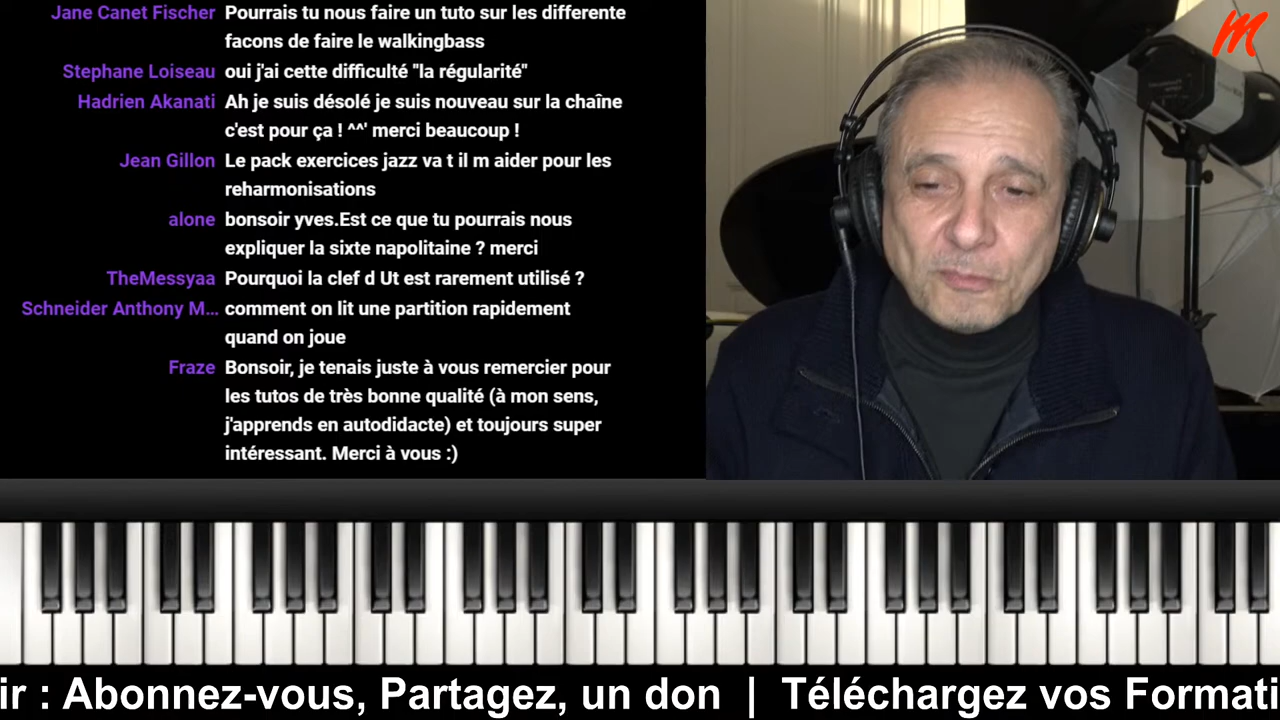 Jane Canet Fischer Pourrais tu nous faire un tuto sur les differente
facons de faire le walkingbass
Stephane Loiseau oui j'ai cette difficulté "la régularité"
Hadrien Akanati Ah je suis désolé je suis nouveau sur la chaîne
c'est pour ça ! ^^' merci beaucoup !
Jean Gillon Le pack exercices jazz va t il m aider pour les
reharmonisations
alone bonsoir yves.Est ce que tu pourrais nous
expliquer la sixte napolitaine ? merci
TheMessyaa Pourquoi la clef d Ut est rarement utilisé ?
Schneider Anthony M... comment on lit une partition rapidement
quand on joue
Fraze Bonsoir, je tenais juste à vous remercier pour
les tutos de très bonne qualité (à mon sens,
j'apprends en autodidacte) et toujours super
intéressant. Merci à vous :)
M
ir : Abonnez-vous, Partagez, un don | Téléchargez vos Formati